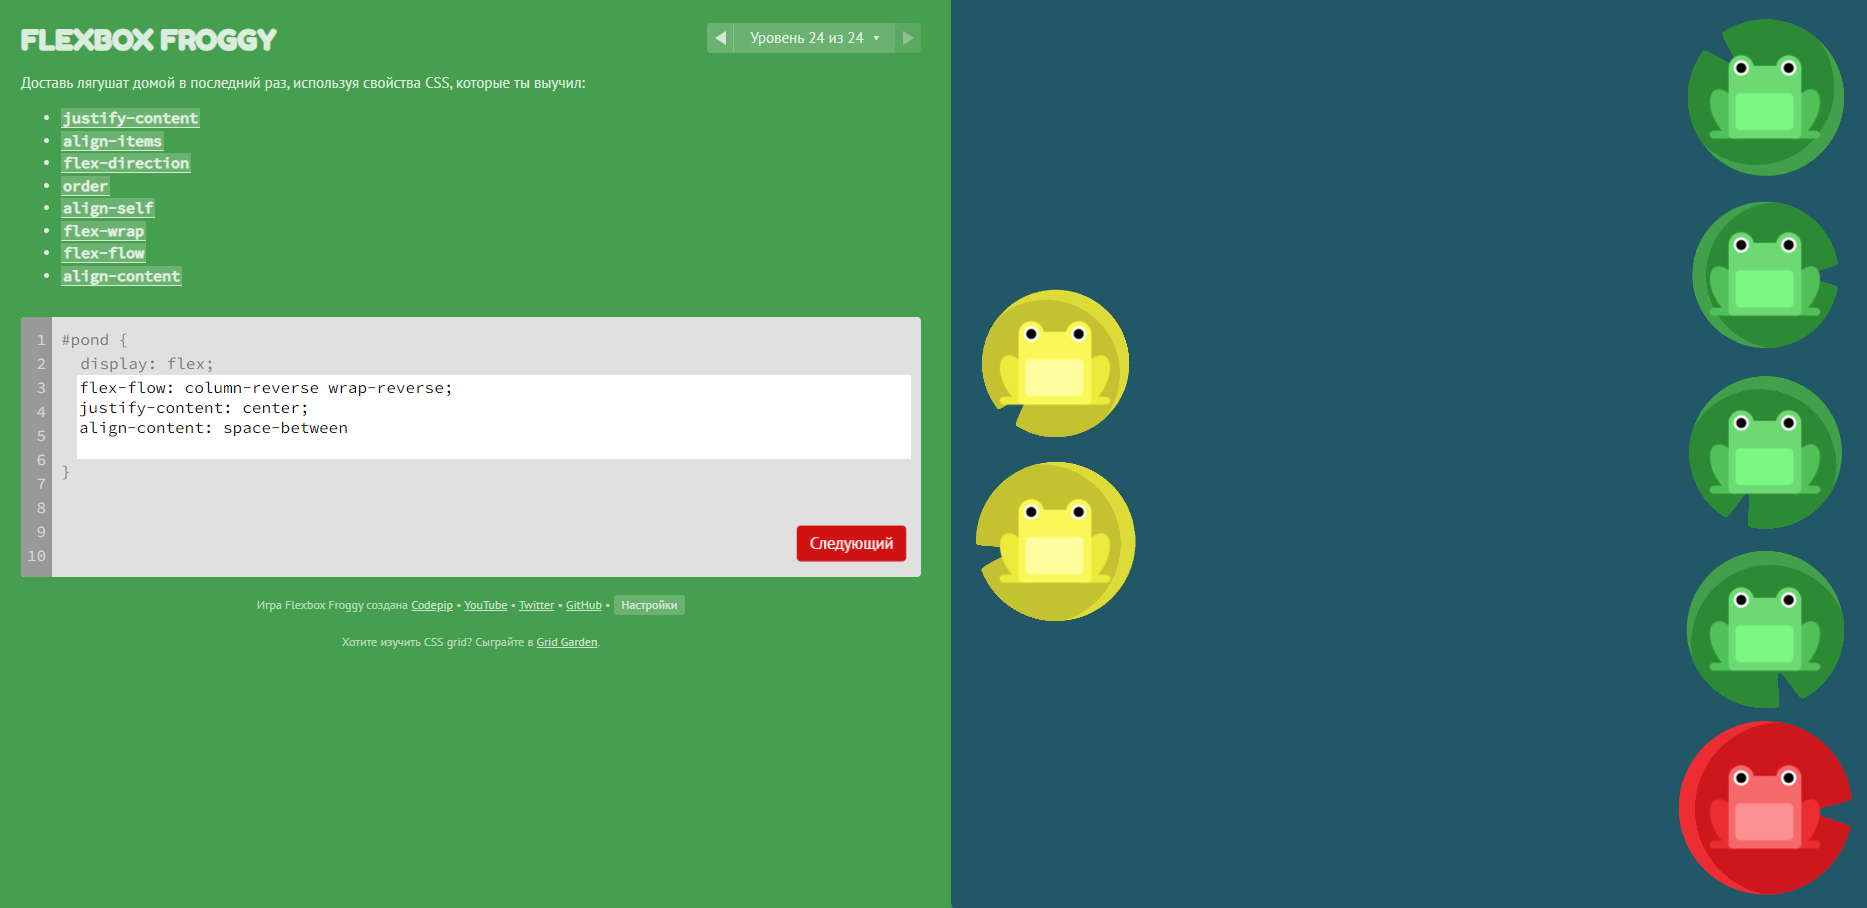 FLEXBOX FROGGY
◀ Уровень 24 из 24 ▾ ▶
Доставь лягушат домой в последний раз, используя свойства CSS, которые ты выучил:
• justify-content
• align-items
• flex-direction
• order
• align-self
• flex-wrap
• flex-flow
• align-content
1 #pond {
2 display: flex;
3 flex-flow: column-reverse wrap-reverse;
4 justify-content: center;
5 align-content: space-between
6 }
7
8
9
10
Следующий
Игра Flexbox Froggy создана Codepip • YouTube • Twitter • GitHub • Настройки
Хотите изучить CSS grid? Сыграйте в Grid Garden.